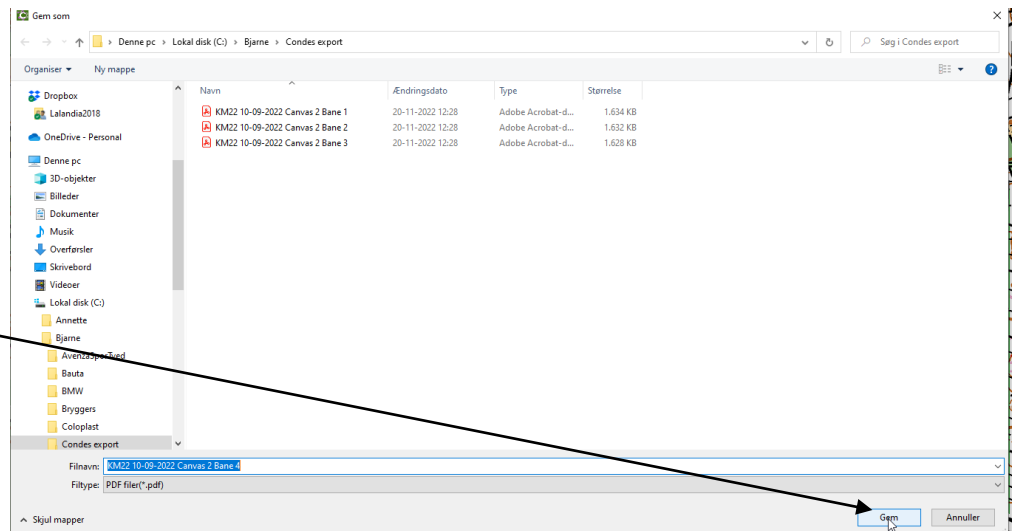 Gem som
Denne pc › Lokal disk (C:) › Bjarne › Condes export
Søg i Condes export
Organiser
Ny mappe
Navn Ændringsdato Type Størrelse
KM22 10-09-2022 Canvas 2 Bane 1 20-11-2022 12:28 Adobe Acrobat-d... 1.634 KB
KM22 10-09-2022 Canvas 2 Bane 2 20-11-2022 12:28 Adobe Acrobat-d... 1.632 KB
KM22 10-09-2022 Canvas 2 Bane 3 20-11-2022 12:28 Adobe Acrobat-d... 1.628 KB
Dropbox
Lalandia2018
OneDrive - Personal
Denne pc
3D-objekter
Billeder
Dokumenter
Musik
Overførsler
Skrivebord
Videoer
Lokal disk (C:)
Annette
Bjarne
AvenzaSporTved
Bauta
BMW
Bryggers
Coloplast
Condes export
Filnavn: KM22 10-09-2022 Canvas 2 Bane 4
Filtype: PDF filer(*.pdf)
Skjul mapper
Gem
Annuller